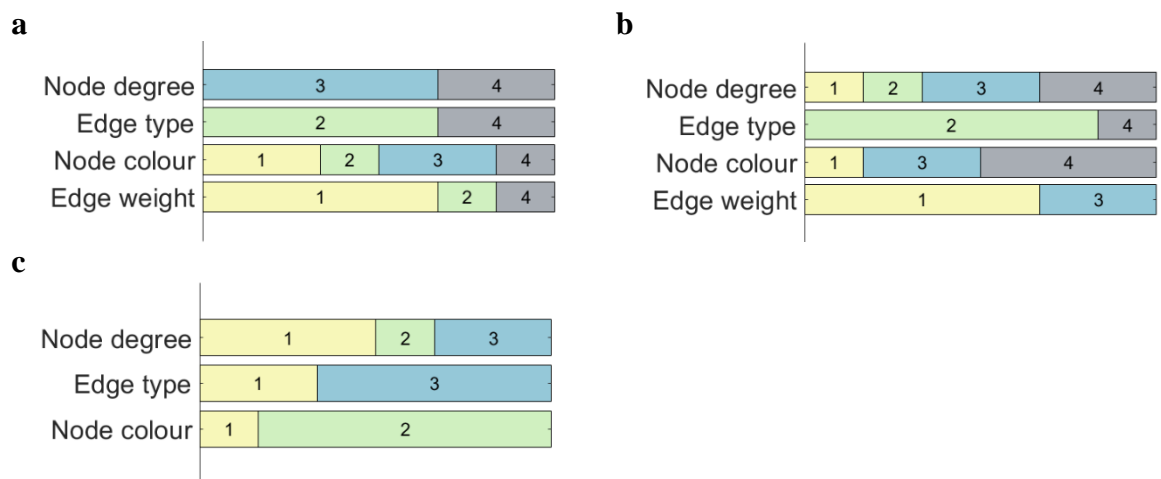 a
Node degree 3 4
Edge type 2 4
Node colour 1 2 3 4
Edge weight 1 2 4
b
Node degree 1 2 3 4
Edge type 2 4
Node colour 1 3 4
Edge weight 1 3
c
Node degree 1 2 3
Edge type 1 3
Node colour 1 2